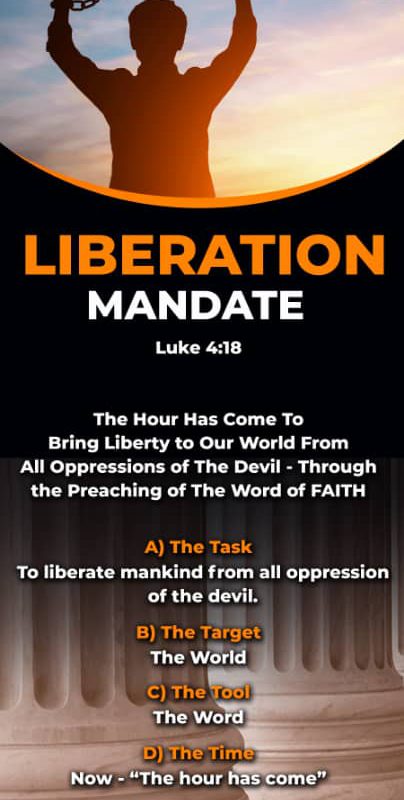 LIBERATION
MANDATE
Luke 4:18
The Hour Has Come To
Bring Liberty to Our World From
All Oppressions of The Devil - Through
the Preaching of The Word of FAITH
A) The Task
To liberate mankind from all oppression
of the devil.
B) The Target
The World
C) The Tool
The Word
D) The Time
Now - “The hour has come”